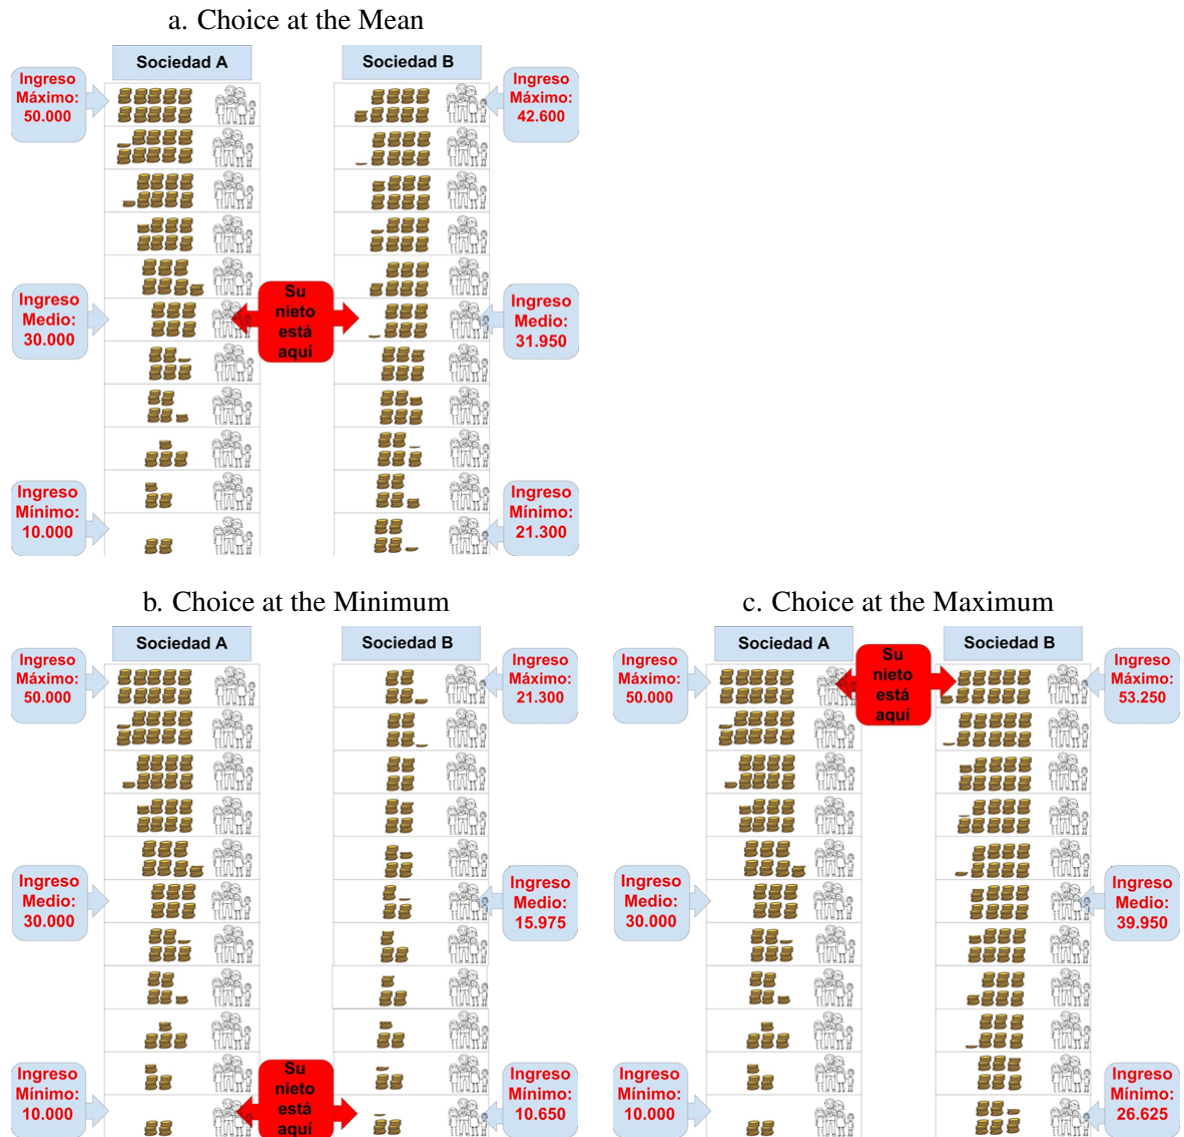 a. Choice at the Mean
Sociedad A
Sociedad B
Ingreso
Máximo:
50.000
Ingreso
Máximo:
42.600
Ingreso
Medio:
30.000
Su
nieto
está
aquí
Ingreso
Medio:
31.950
Ingreso
Mínimo:
10.000
Ingreso
Mínimo:
21.300
b. Choice at the Minimum
Sociedad A
Sociedad B
Ingreso
Máximo:
50.000
Ingreso
Máximo:
21.300
Ingreso
Medio:
30.000
Ingreso
Medio:
15.975
Ingreso
Mínimo:
10.000
Su
nieto
está
aquí
Ingreso
Mínimo:
10.650
c. Choice at the Maximum
Sociedad A
Sociedad B
Ingreso
Máximo:
50.000
Su
nieto
está
aquí
Ingreso
Máximo:
53.250
Ingreso
Medio:
30.000
Ingreso
Medio:
39.950
Ingreso
Mínimo:
10.000
Ingreso
Mínimo:
26.625